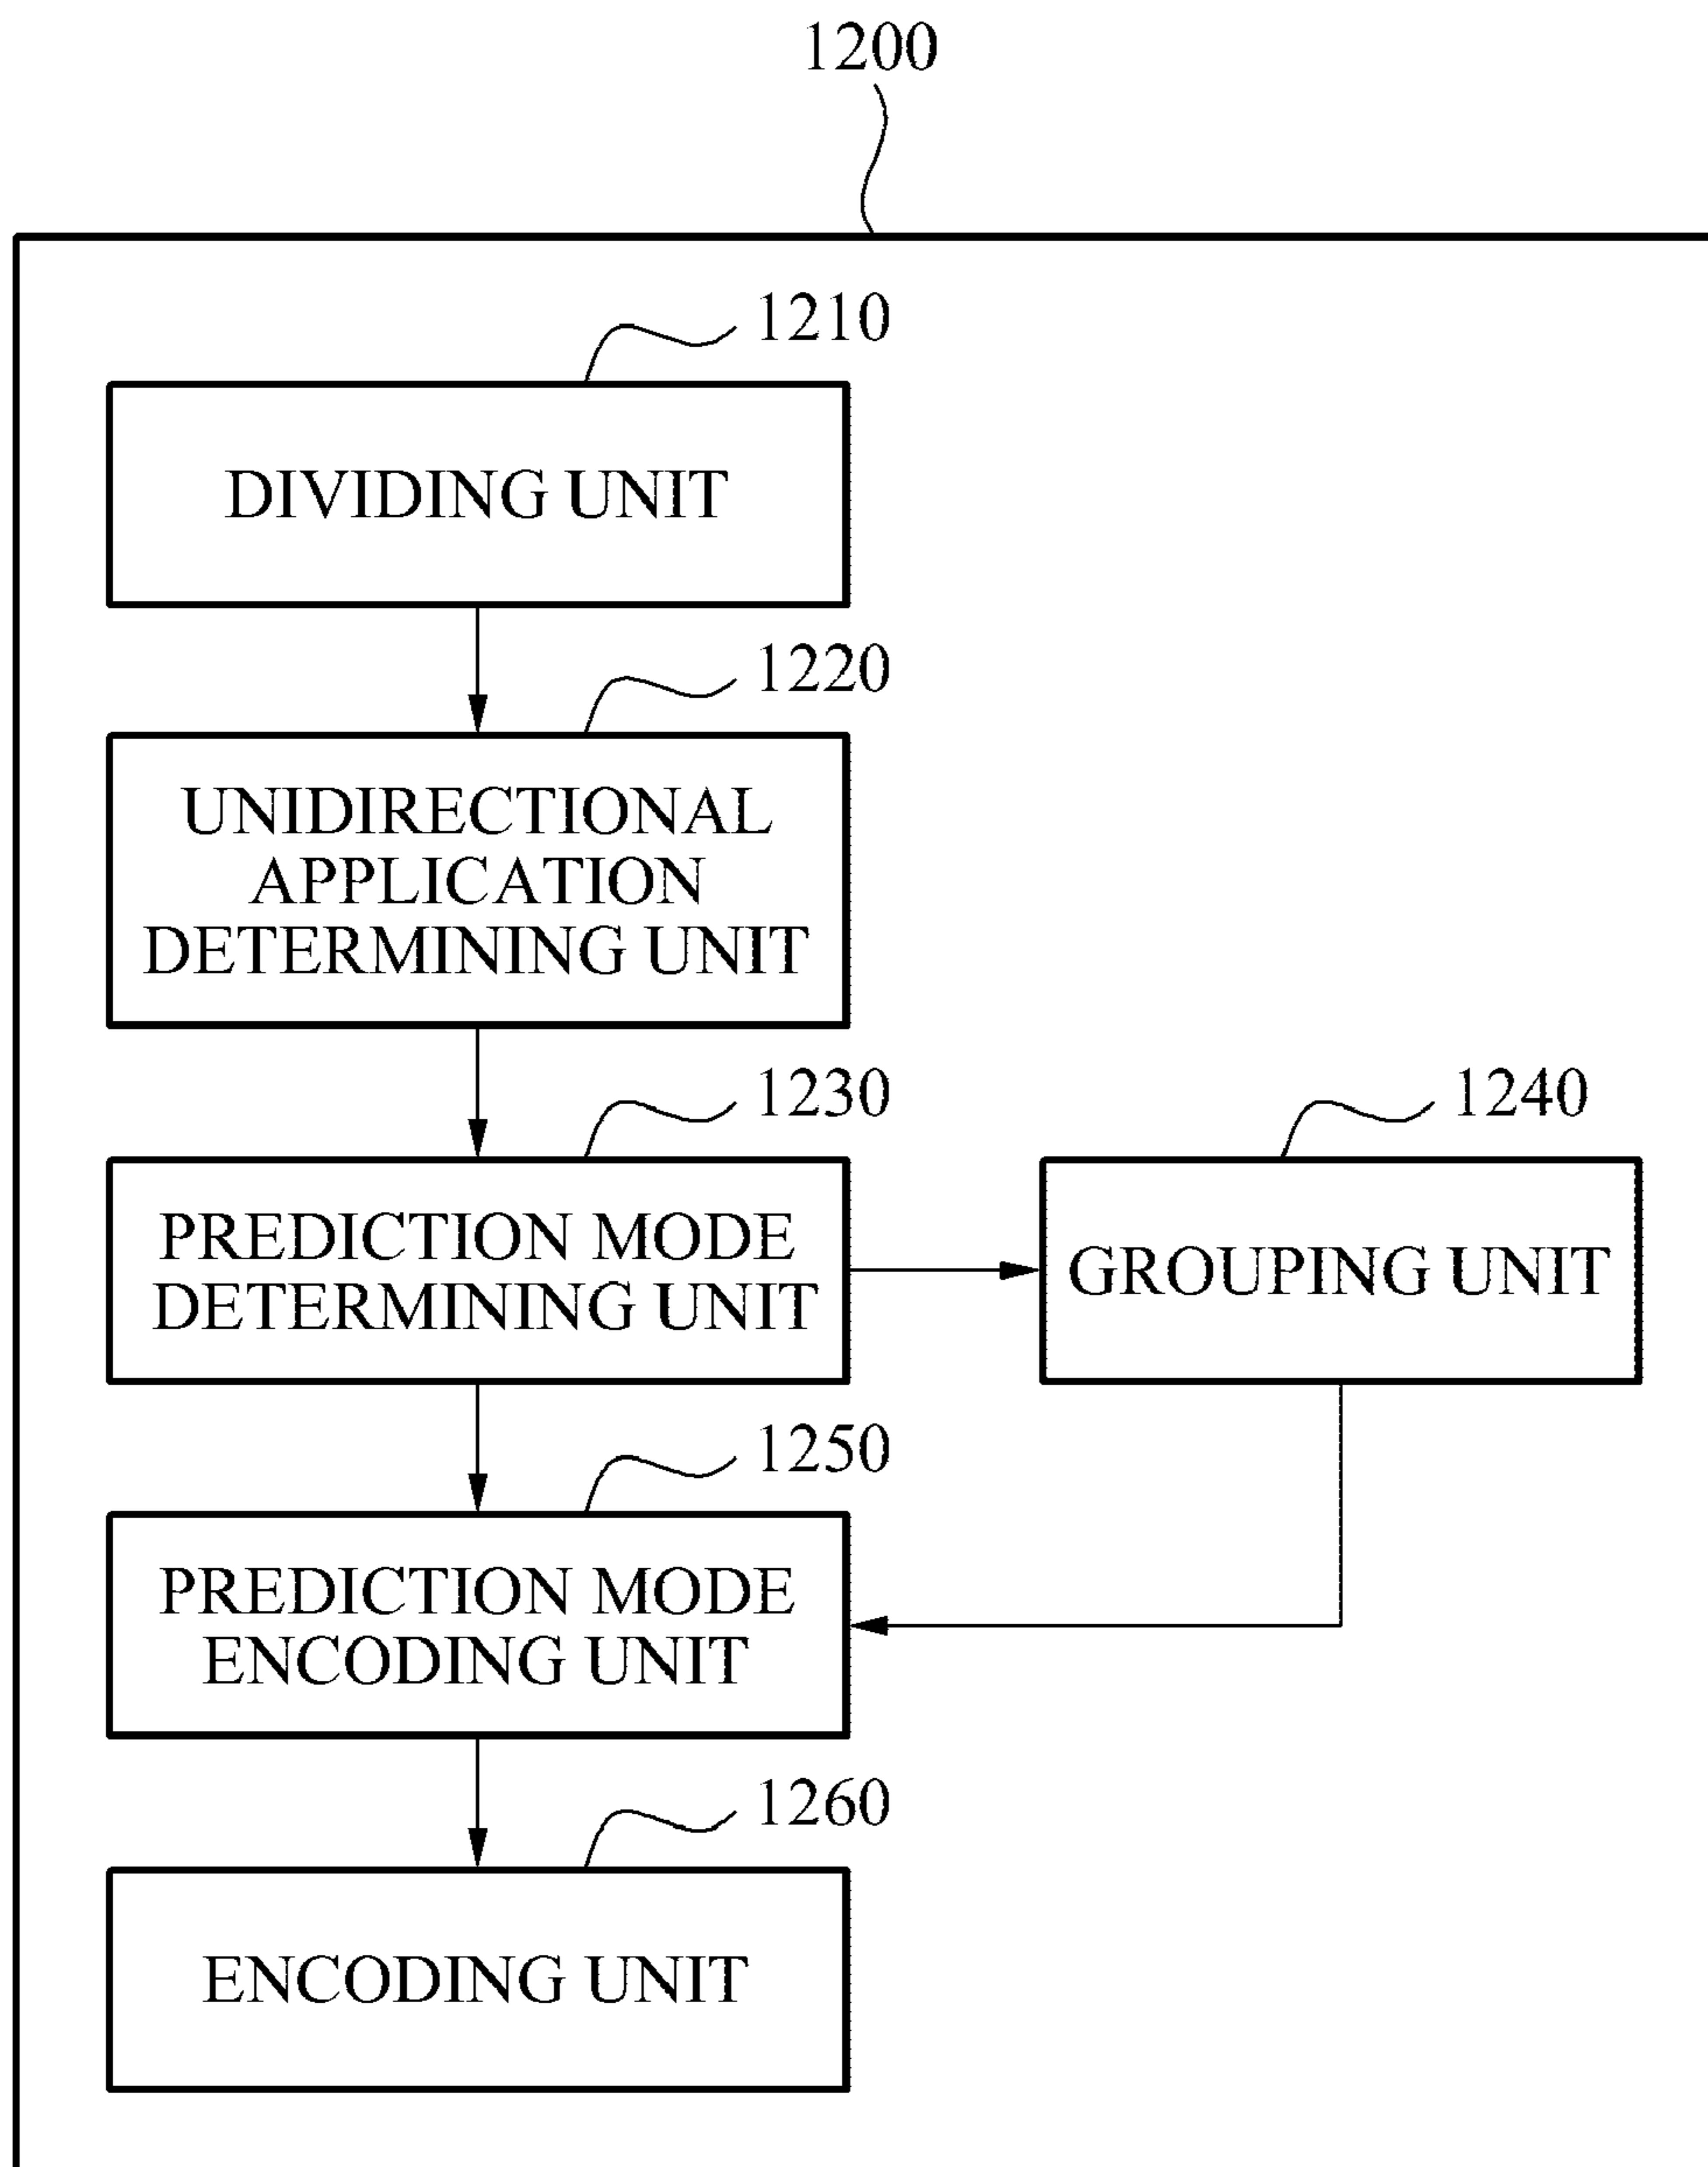 1200
1210
DIVIDING UNIT
1220
UNIDIRECTIONAL
APPLICATION
DETERMINING UNIT
1230
PREDICTION MODE
DETERMINING UNIT
1240
GROUPING UNIT
1250
PREDICTION MODE
ENCODING UNIT
1260
ENCODING UNIT